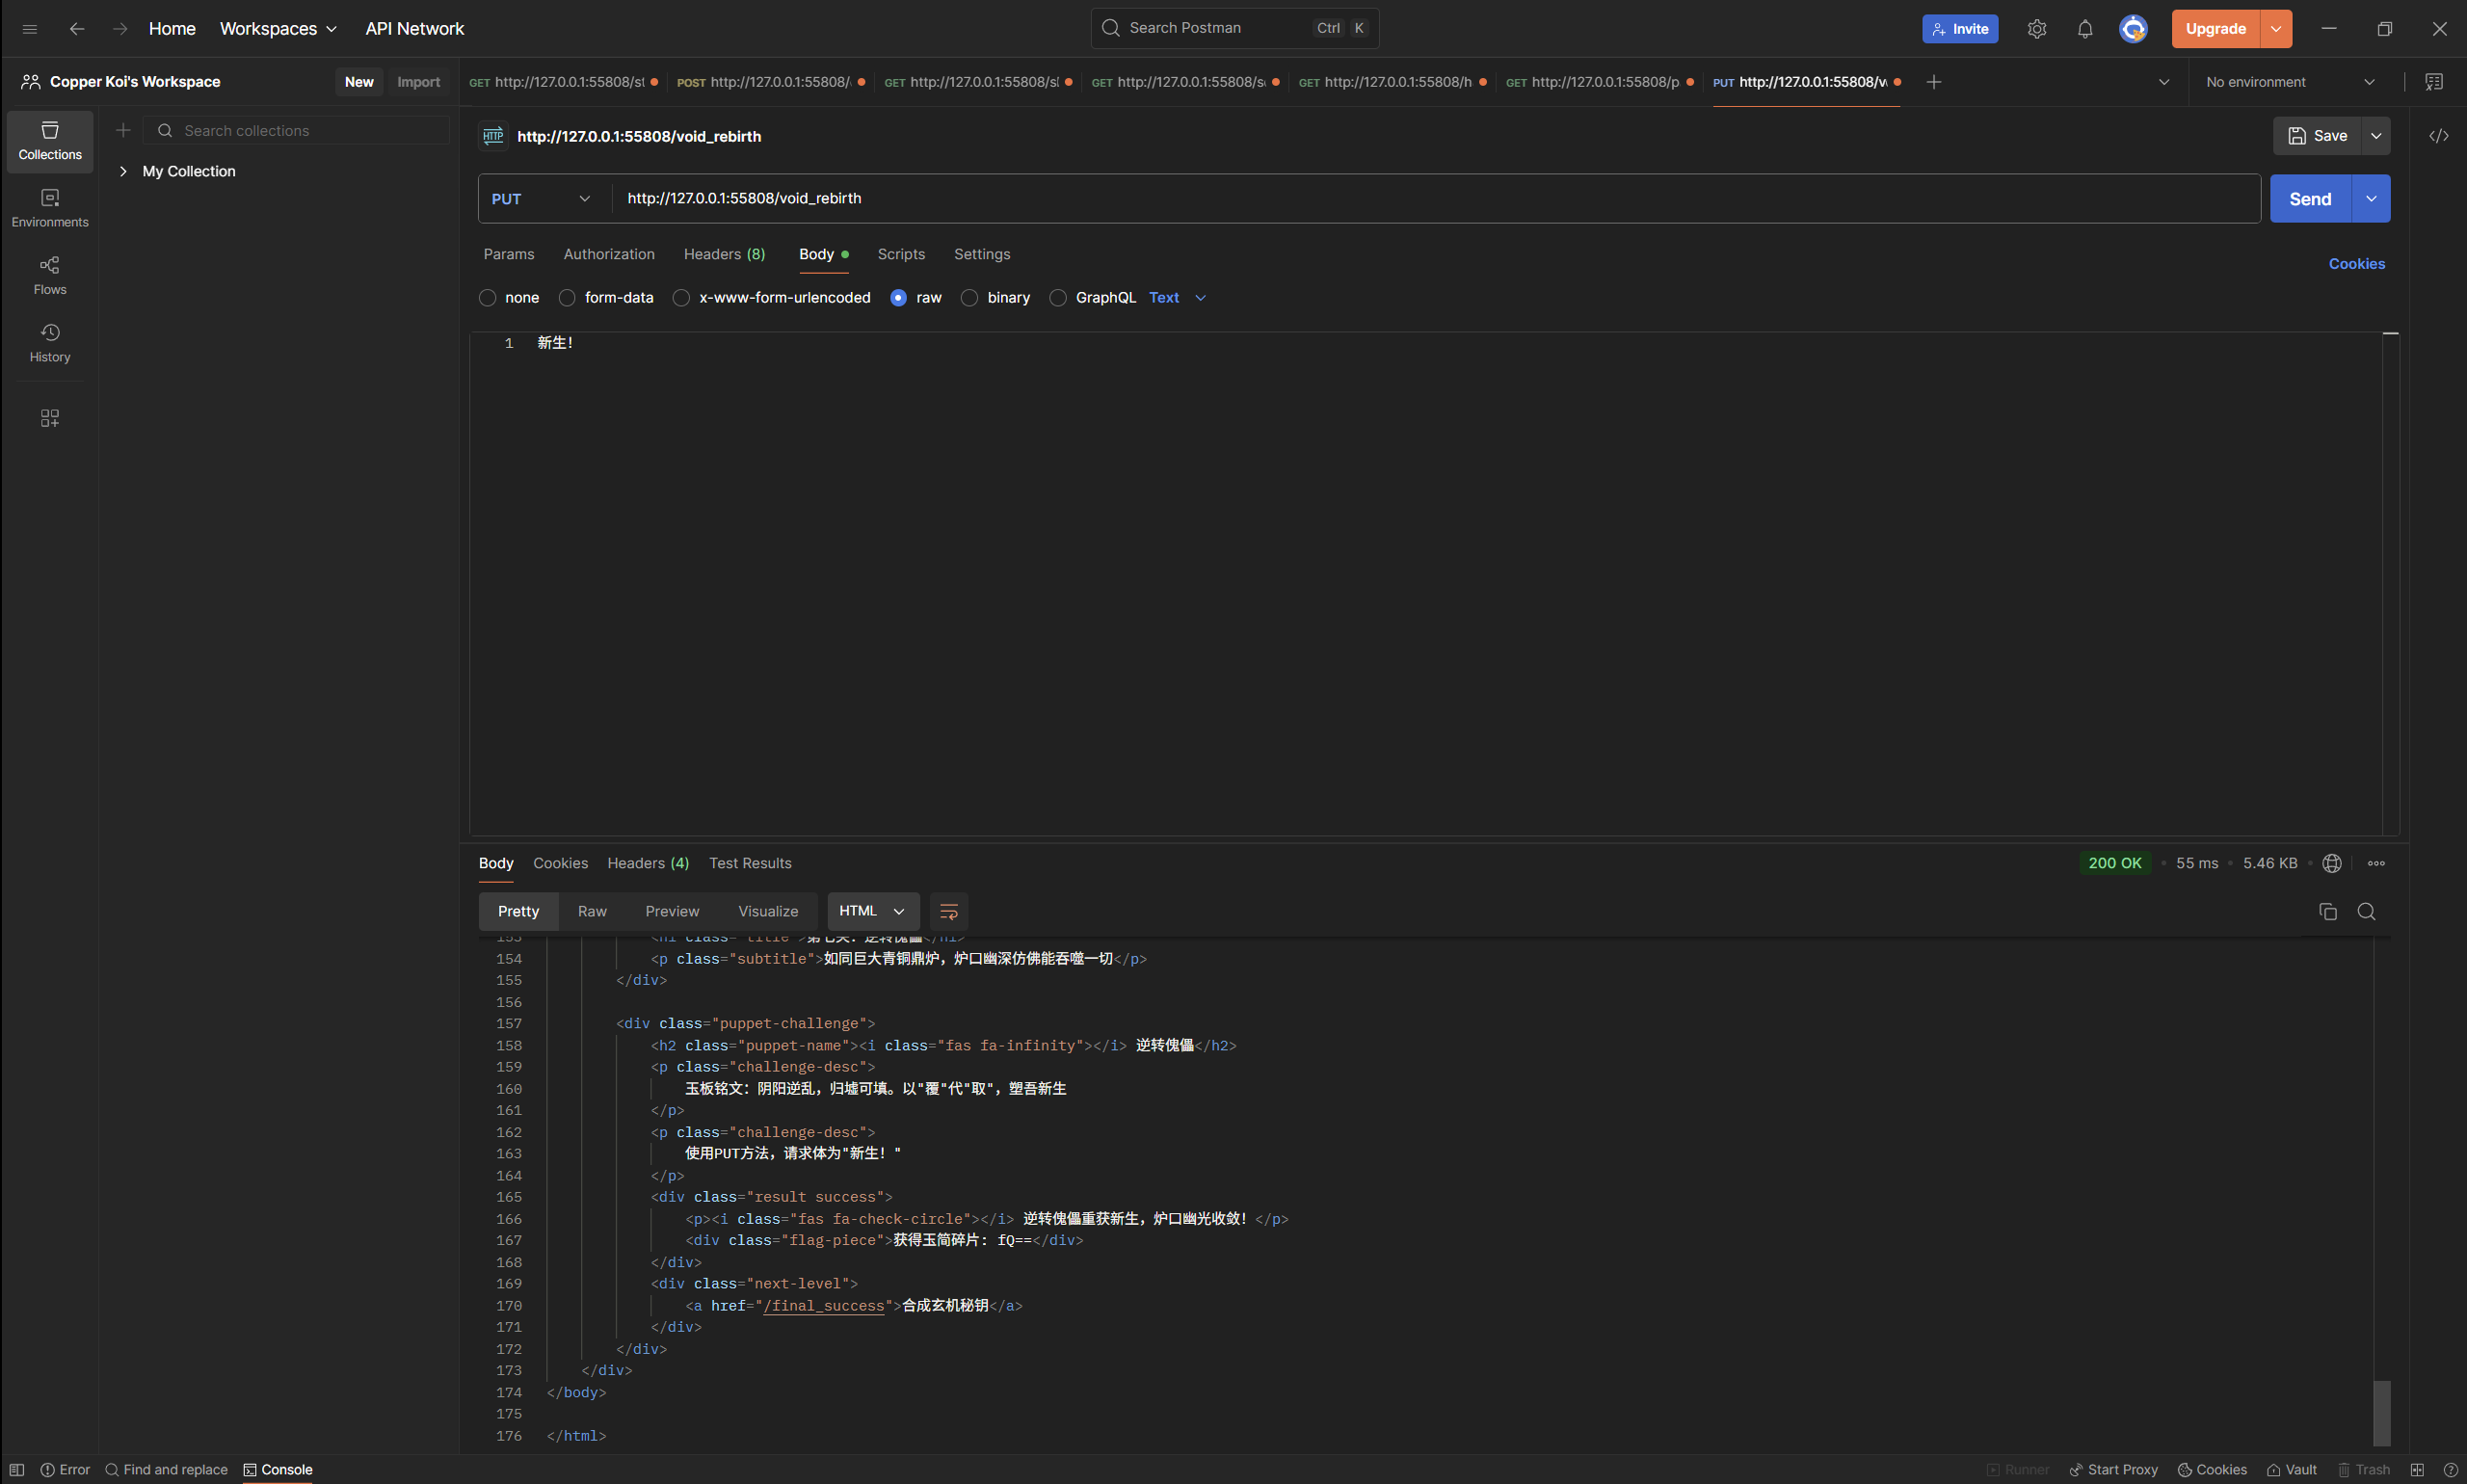 Home Workspaces API Network Search Postman Ctrl K Invite Upgrade
Copper Koi's Workspace New Import GET http://127.0.0.1:55808/st POST http://127.0.0.1:55808/ GET http://127.0.0.1:55808/sl GET http://127.0.0.1:55808/s GET http://127.0.0.1:55808/h GET http://127.0.0.1:55808/p PUT http://127.0.0.1:55808/v No environment
Collections
Environments
Flows
History
Search collections
My Collection
HTTP http://127.0.0.1:55808/void_rebirth Save
PUT http://127.0.0.1:55808/void_rebirth Send
Params Authorization Headers (8) Body Scripts Settings Cookies
none form-data x-www-form-urlencoded raw binary GraphQL Text
1 新生！
Body Cookies Headers (4) Test Results 200 OK 55 ms 5.46 KB
Pretty Raw Preview Visualize HTML
153 <h1 class="title">第七关：逆转傀儡</h1>
154 <p class="subtitle">如同巨大青铜鼎炉，炉口幽深仿佛能吞噬一切</p>
155 </div>
156
157 <div class="puppet-challenge">
158 <h2 class="puppet-name"><i class="fas fa-infinity"></i> 逆转傀儡</h2>
159 <p class="challenge-desc">
160 玉板铭文：阴阳逆乱，归墟可填。以"覆"代"取"，塑吾新生
161 </p>
162 <p class="challenge-desc">
163 使用PUT方法，请求体为"新生！"
164 </p>
165 <div class="result success">
166 <p><i class="fas fa-check-circle"></i> 逆转傀儡重获新生，炉口幽光收敛！</p>
167 <div class="flag-piece">获得玉简碎片: fQ==</div>
168 </div>
169 <div class="next-level">
170 <a href="/final_success">合成玄机秘钥</a>
171 </div>
172 </div>
173 </div>
174 </body>
175
176 </html>
Error Find and replace Console Runner Start Proxy Cookies Vault Trash